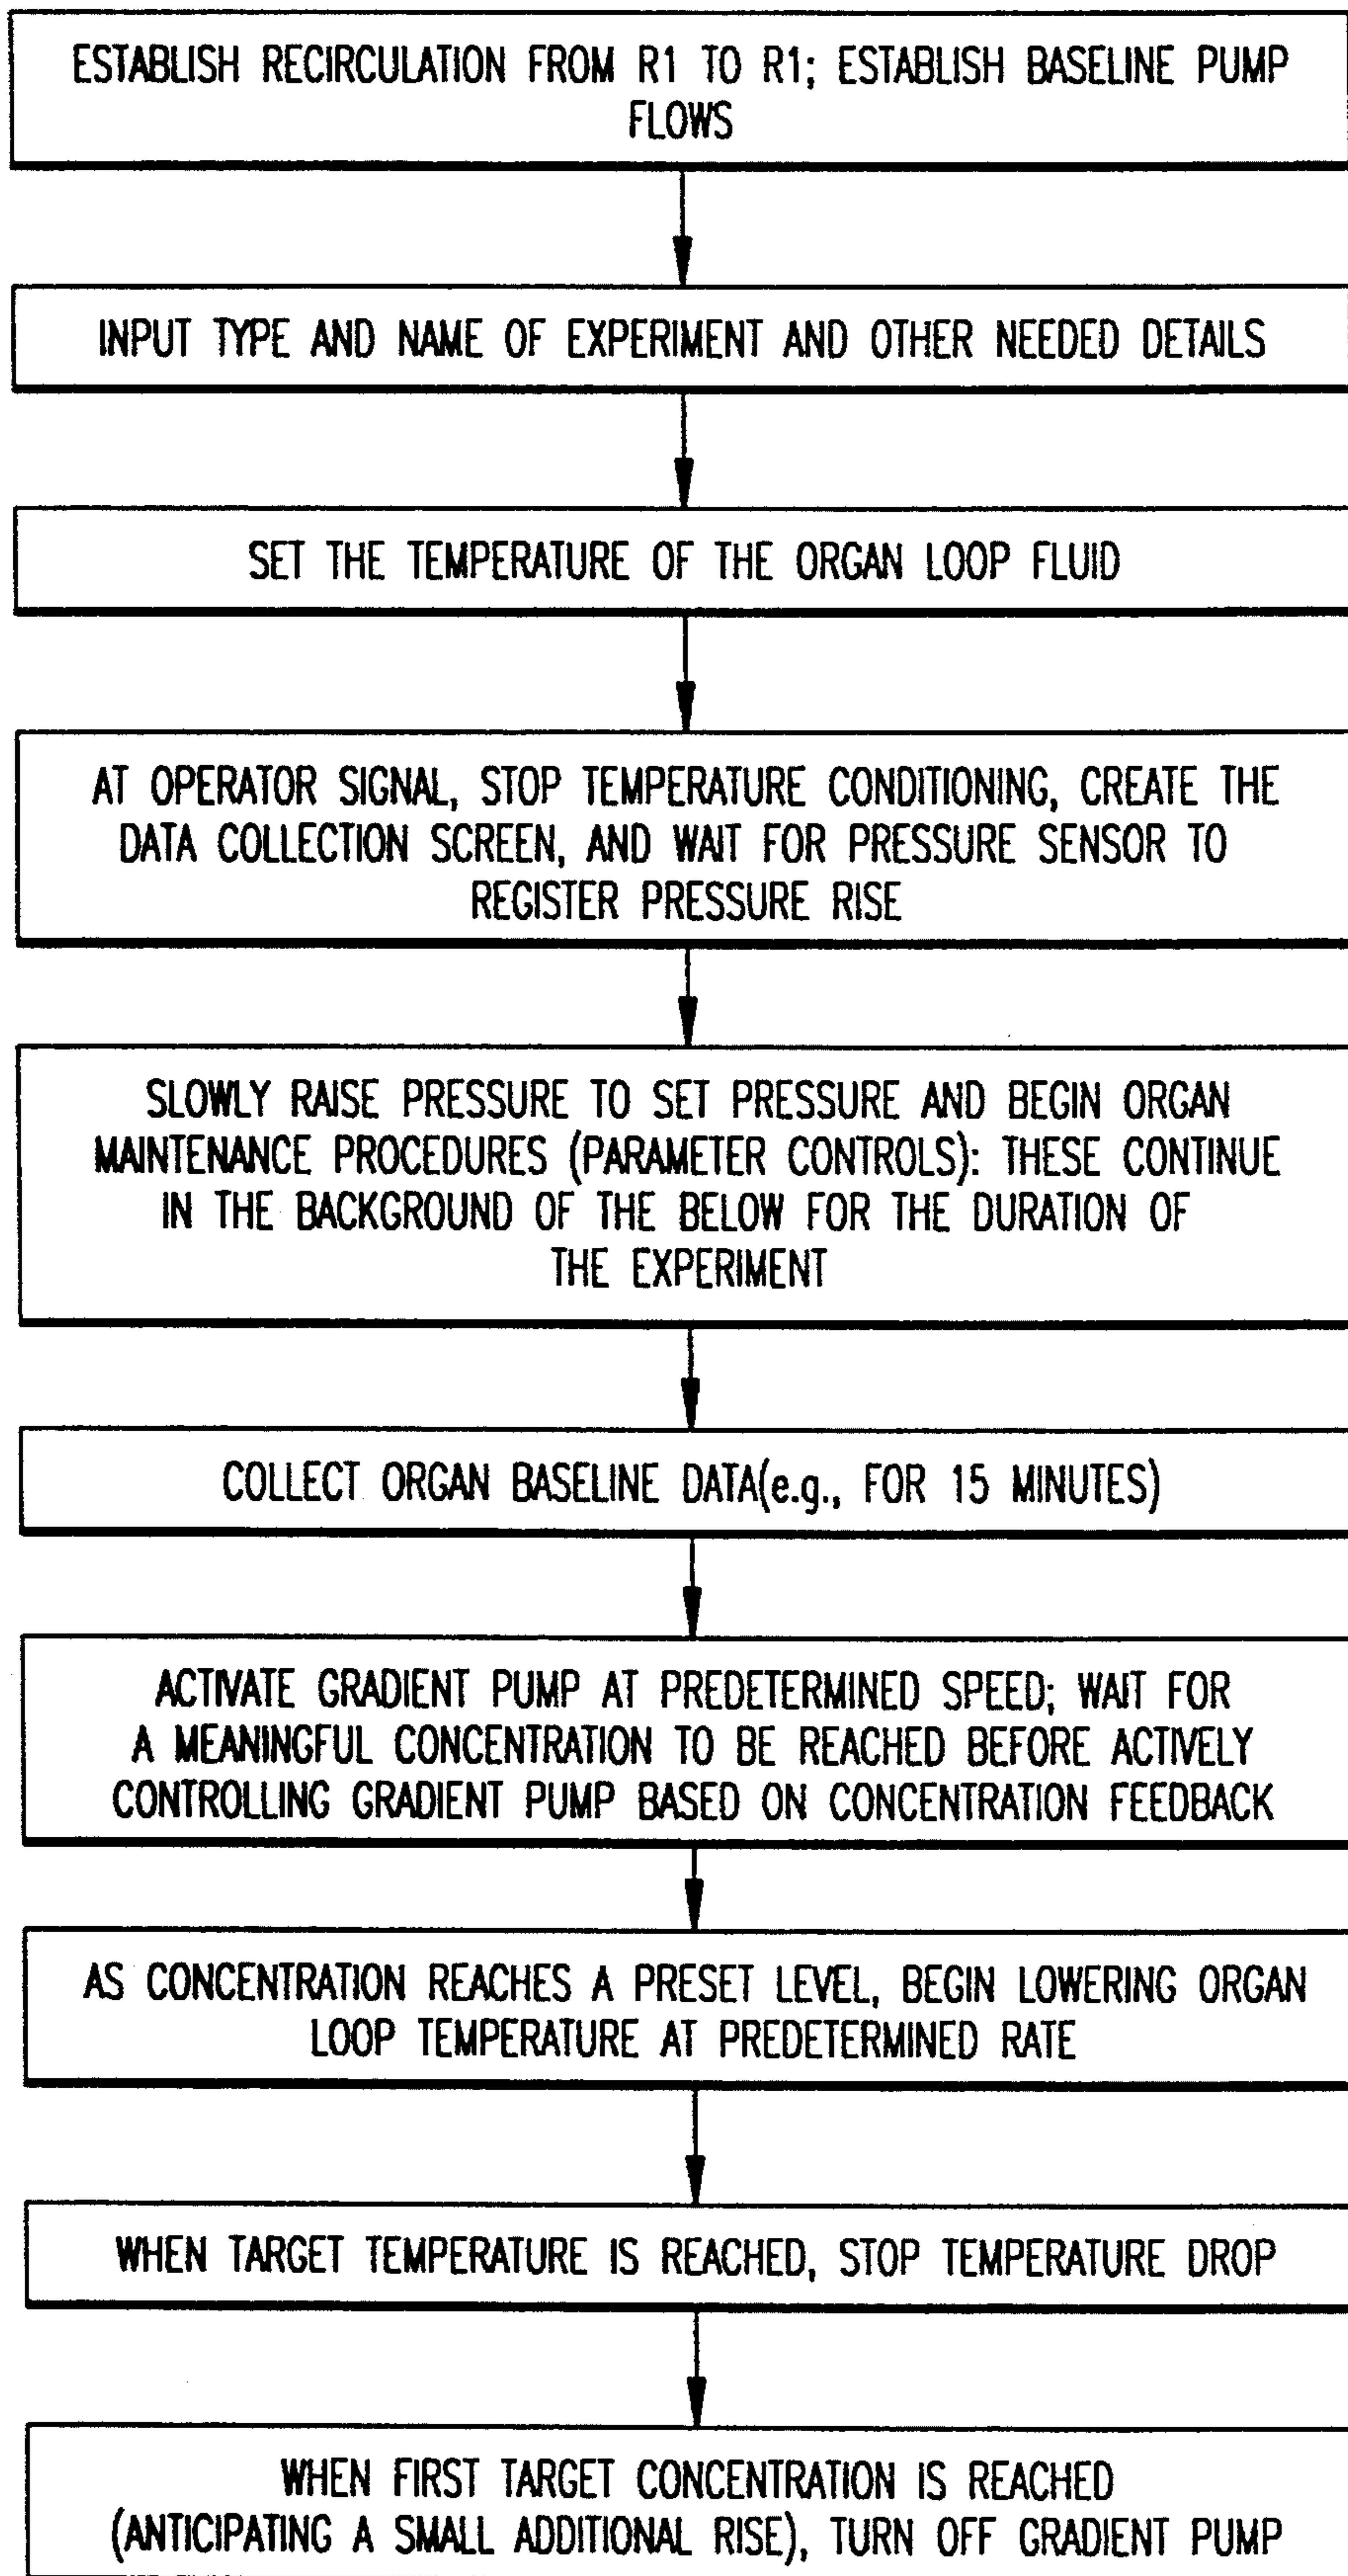 ESTABLISH RECIRCULATION FROM R1 TO R1; ESTABLISH BASELINE PUMP
FLOWS
INPUT TYPE AND NAME OF EXPERIMENT AND OTHER NEEDED DETAILS
SET THE TEMPERATURE OF THE ORGAN LOOP FLUID
AT OPERATOR SIGNAL, STOP TEMPERATURE CONDITIONING, CREATE THE
DATA COLLECTION SCREEN, AND WAIT FOR PRESSURE SENSOR TO
REGISTER PRESSURE RISE
SLOWLY RAISE PRESSURE TO SET PRESSURE AND BEGIN ORGAN
MAINTENANCE PROCEDURES (PARAMETER CONTROLS): THESE CONTINUE
IN THE BACKGROUND OF THE BELOW FOR THE DURATION OF
THE EXPERIMENT
COLLECT ORGAN BASELINE DATA(e.g., FOR 15 MINUTES)
ACTIVATE GRADIENT PUMP AT PREDETERMINED SPEED; WAIT FOR
A MEANINGFUL CONCENTRATION TO BE REACHED BEFORE ACTIVELY
CONTROLLING GRADIENT PUMP BASED ON CONCENTRATION FEEDBACK
AS CONCENTRATION REACHES A PRESET LEVEL, BEGIN LOWERING ORGAN
LOOP TEMPERATURE AT PREDETERMINED RATE
WHEN TARGET TEMPERATURE IS REACHED, STOP TEMPERATURE DROP
WHEN FIRST TARGET CONCENTRATION IS REACHED
(ANTICIPATING A SMALL ADDITIONAL RISE), TURN OFF GRADIENT PUMP